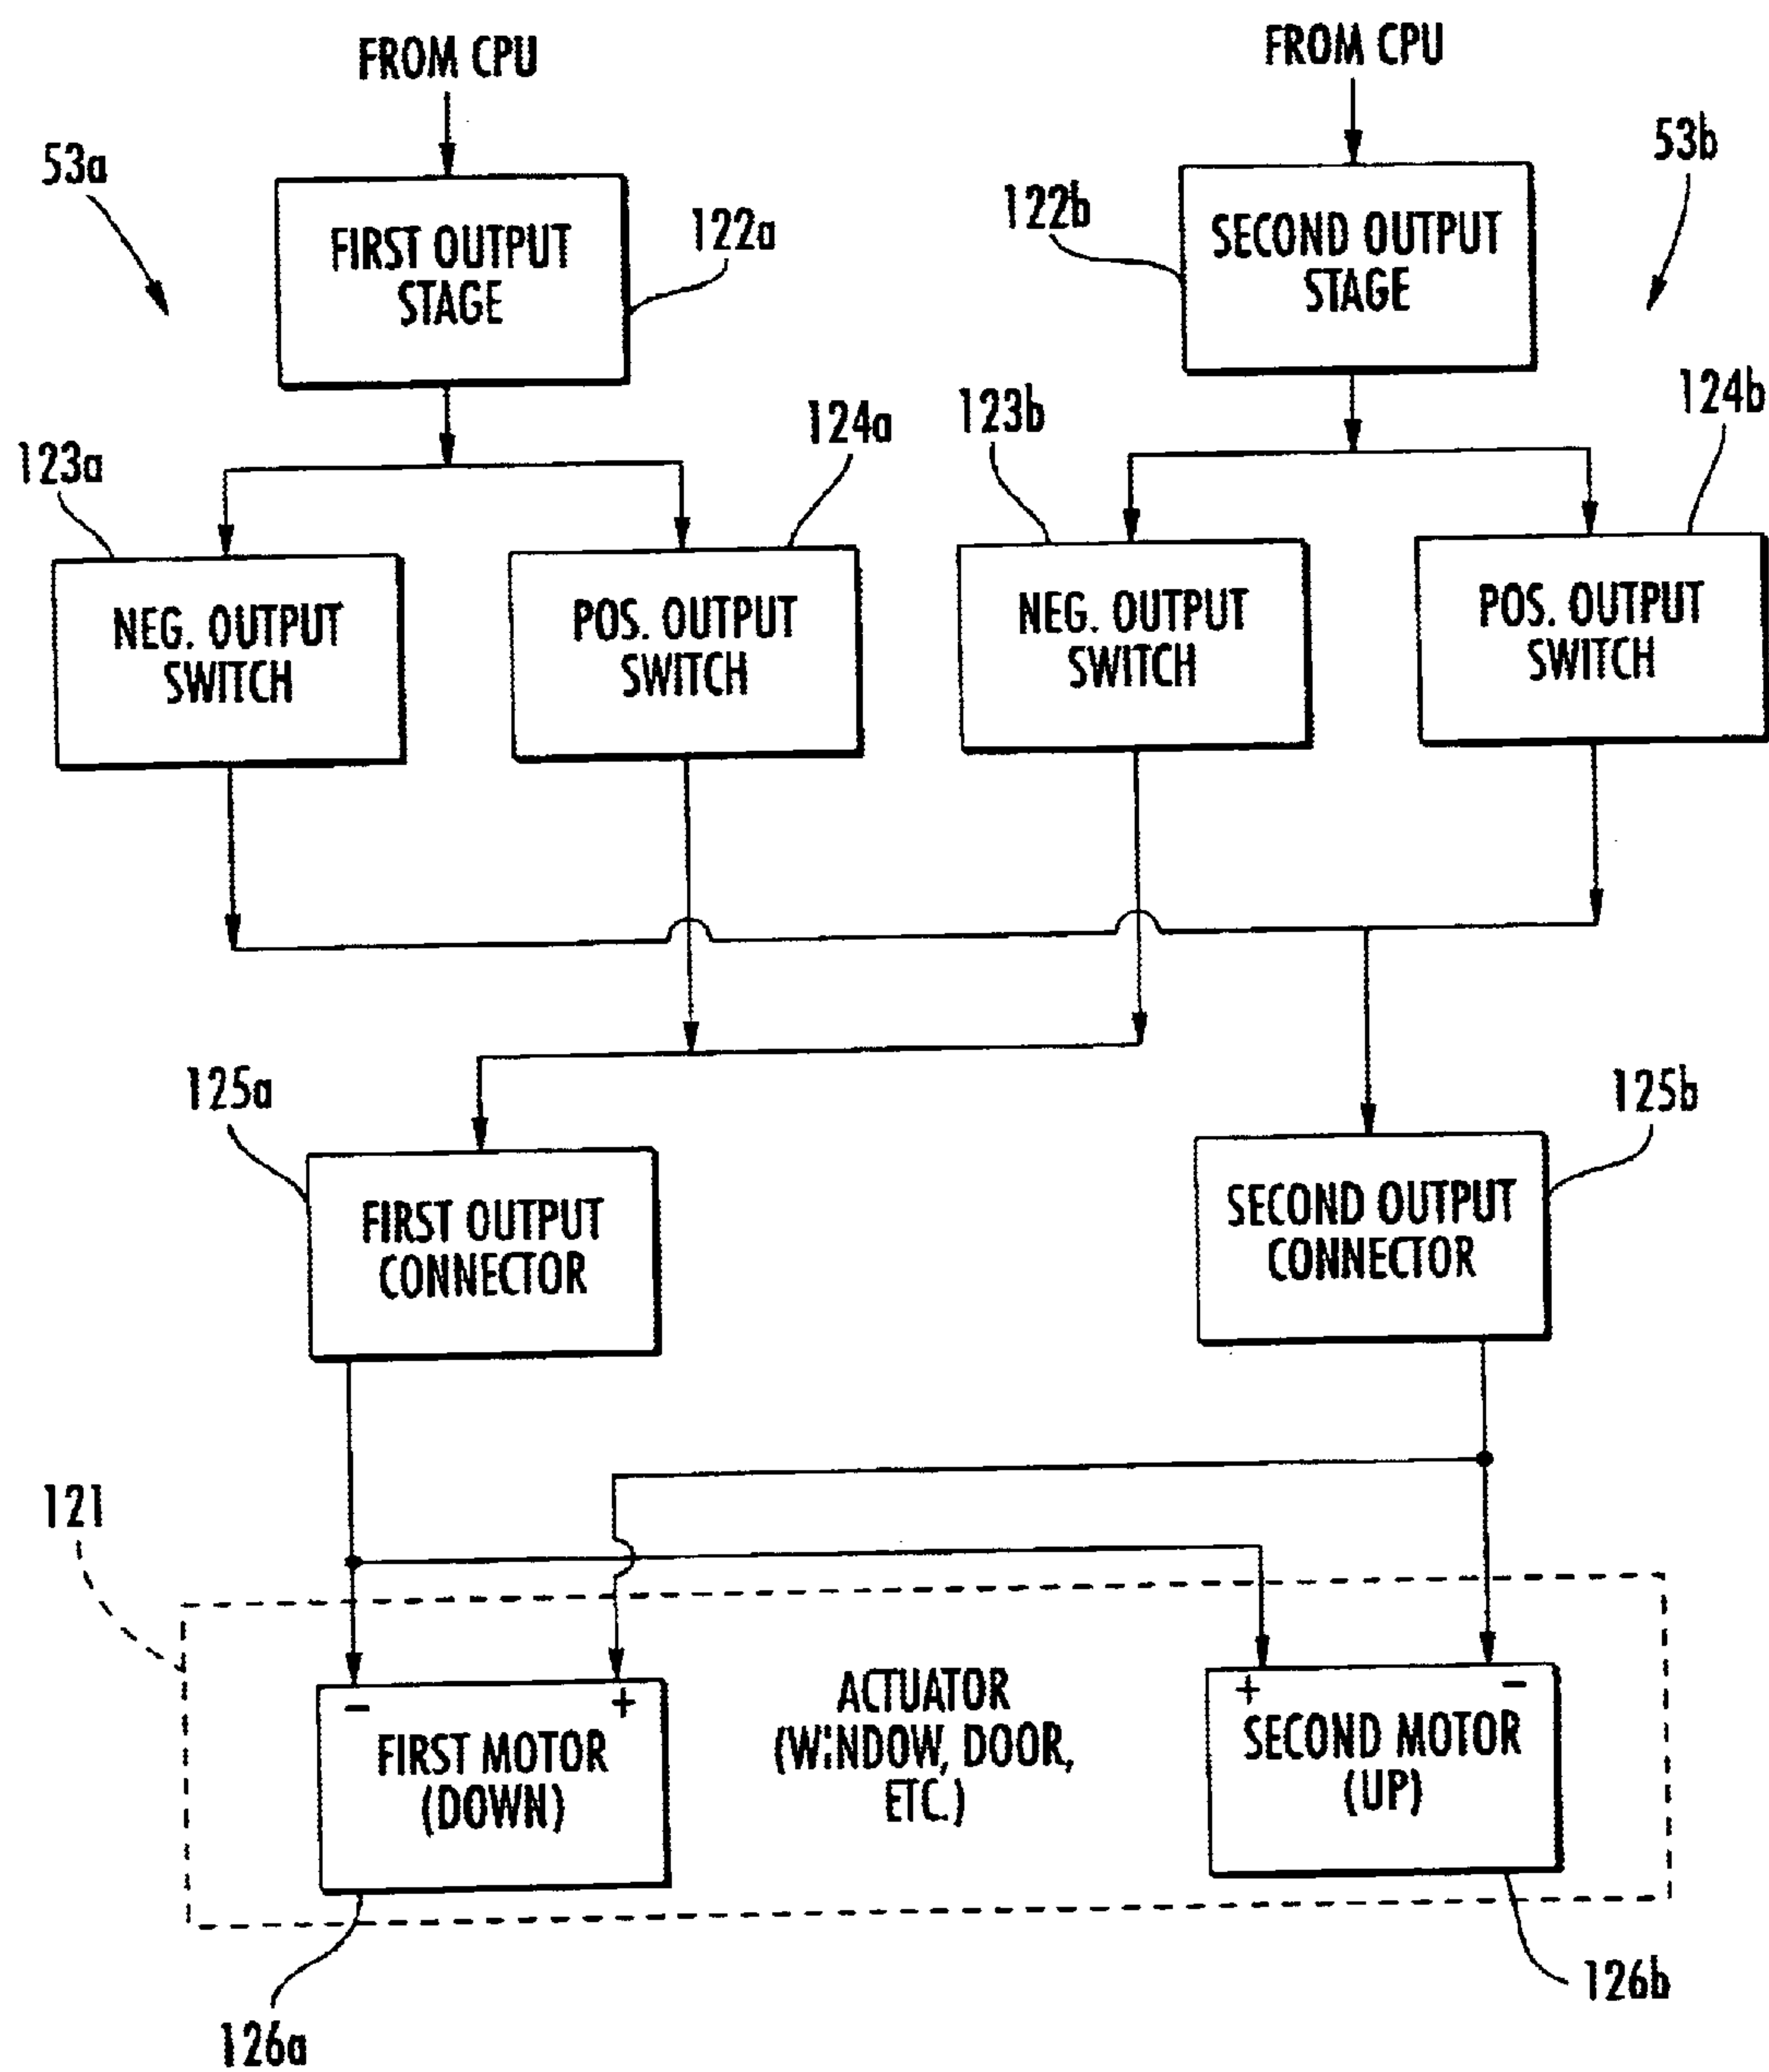 FROM CPU
FROM CPU
53a
53b
FIRST OUTPUT
STAGE
122a
122b
SECOND OUTPUT
STAGE
123a
124a
123b
124b
NEG. OUTPUT
SWITCH
POS. OUTPUT
SWITCH
NEG. OUTPUT
SWITCH
POS. OUTPUT
SWITCH
125a
125b
FIRST OUTPUT
CONNECTOR
SECOND OUTPUT
CONNECTOR
121
- +
FIRST MOTOR
(DOWN)
ACTUATOR
(WINDOW, DOOR,
ETC.)
+ -
SECOND MOTOR
(UP)
126a
126b